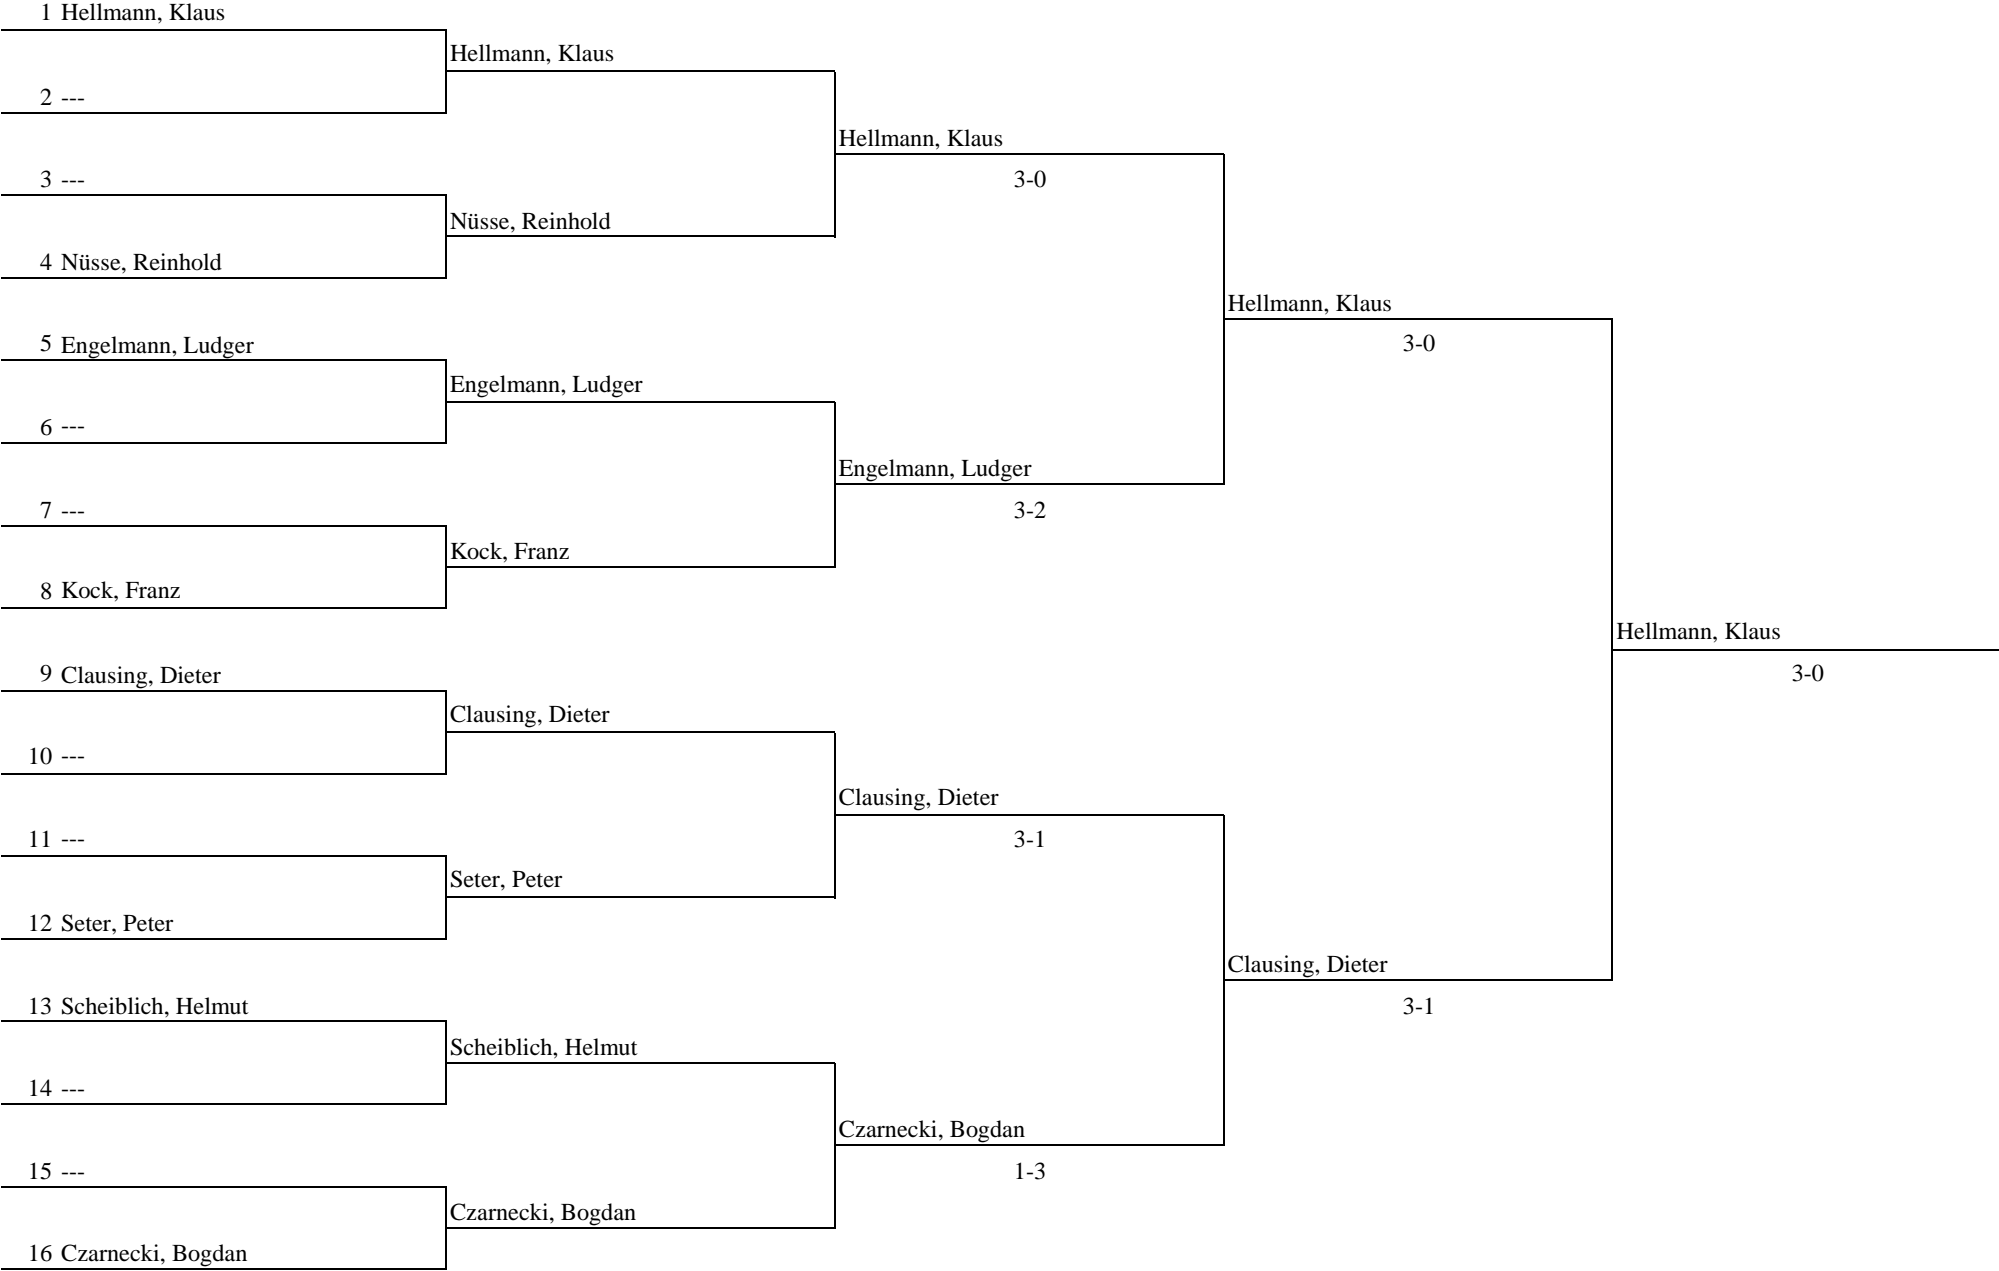 1 Hellmann, Klaus
Hellmann, Klaus
2 ---
Hellmann, Klaus
3 ---
3-0
Nüsse, Reinhold
4 Nüsse, Reinhold
Hellmann, Klaus
5 Engelmann, Ludger
3-0
Engelmann, Ludger
6 ---
Engelmann, Ludger
7 ---
3-2
Kock, Franz
8 Kock, Franz
Hellmann, Klaus
9 Clausing, Dieter
3-0
Clausing, Dieter
10 ---
Clausing, Dieter
11 ---
3-1
Seter, Peter
12 Seter, Peter
Clausing, Dieter
13 Scheiblich, Helmut
3-1
Scheiblich, Helmut
14 ---
Czarnecki, Bogdan
15 ---
1-3
Czarnecki, Bogdan
16 Czarnecki, Bogdan